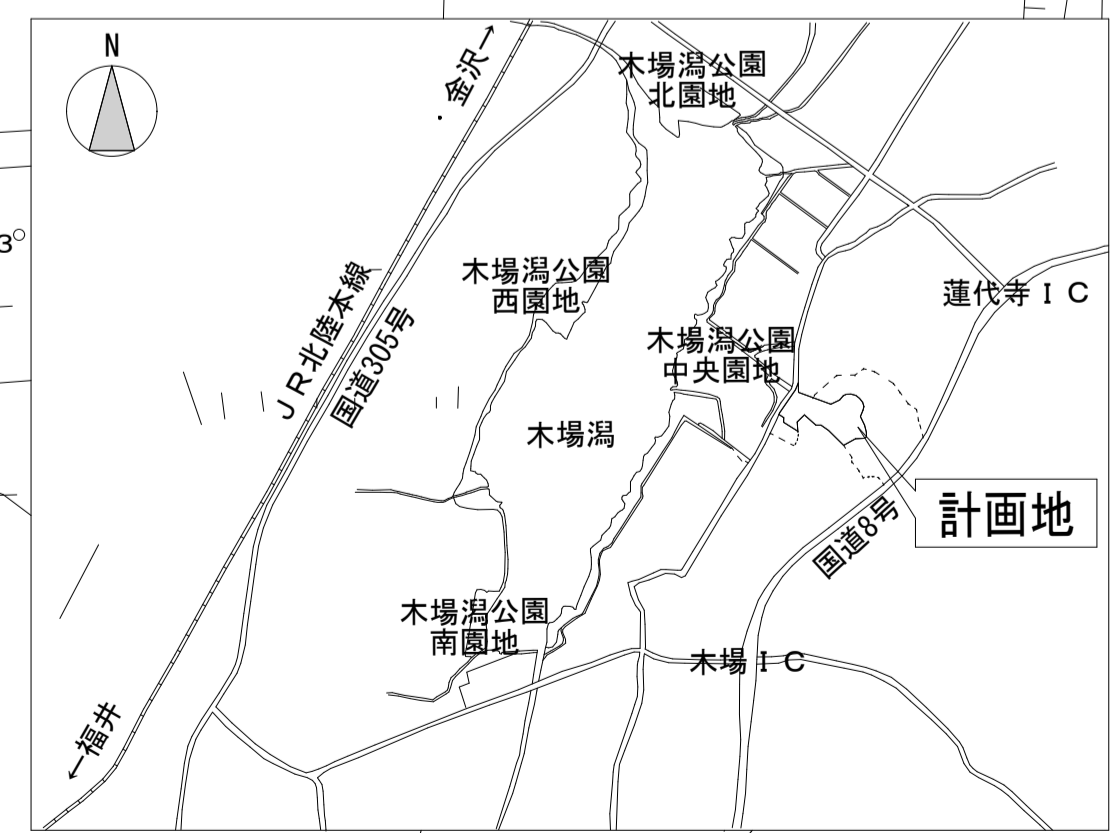 N
・金沢→
木場潟公園
北園地
3°
木場潟公園
西園地
蓮代寺ＩＣ
ＪＲ北陸本線
国道305号
木場潟公園
中央園地
木場潟
計画地
国道8号
木場潟公園
南園地
木場ＩＣ
←福井